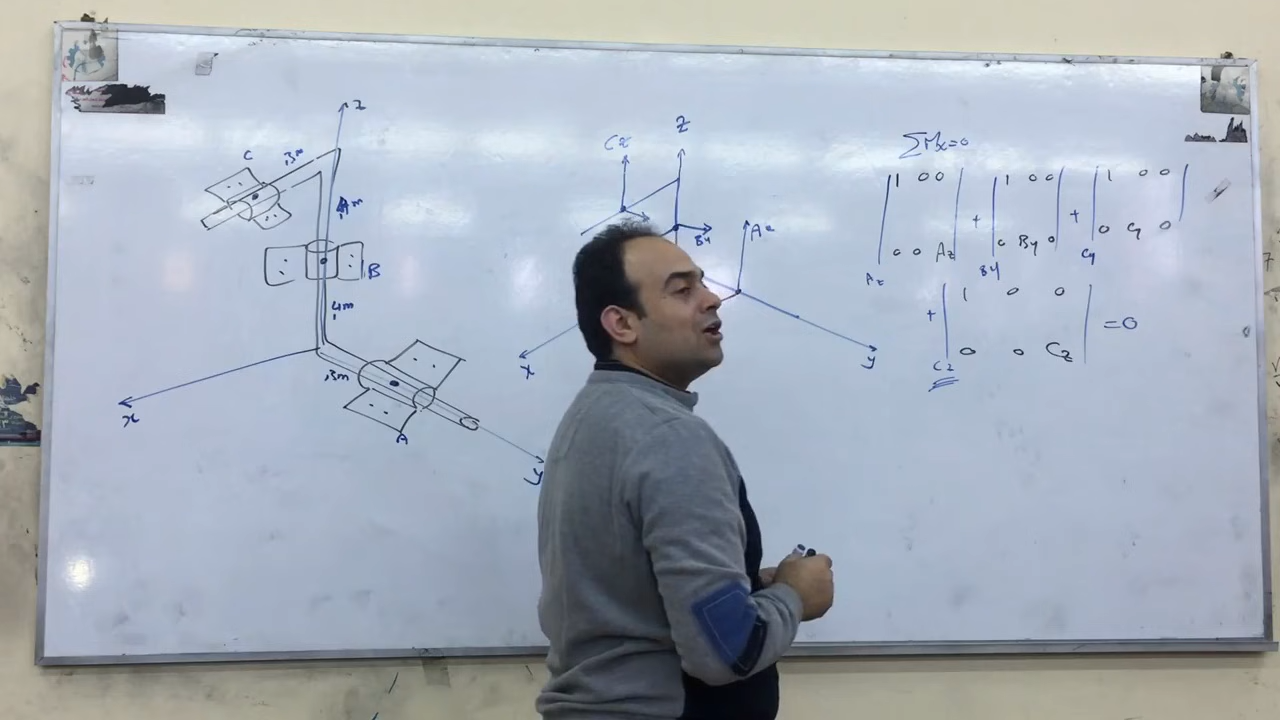 z
C
.3m
.4m
B
.4m
.3m
x
A
y
z
Cz
By
Az
x
y
ΣMx=0
| 1 0 0 | + | 1 0 0 | + | 1 0 0 |
0 0 Az 0 By 0 0 Cy 0
Az By Cy
+ | 1 0 0 | = 0
0 0 Cz
Cz